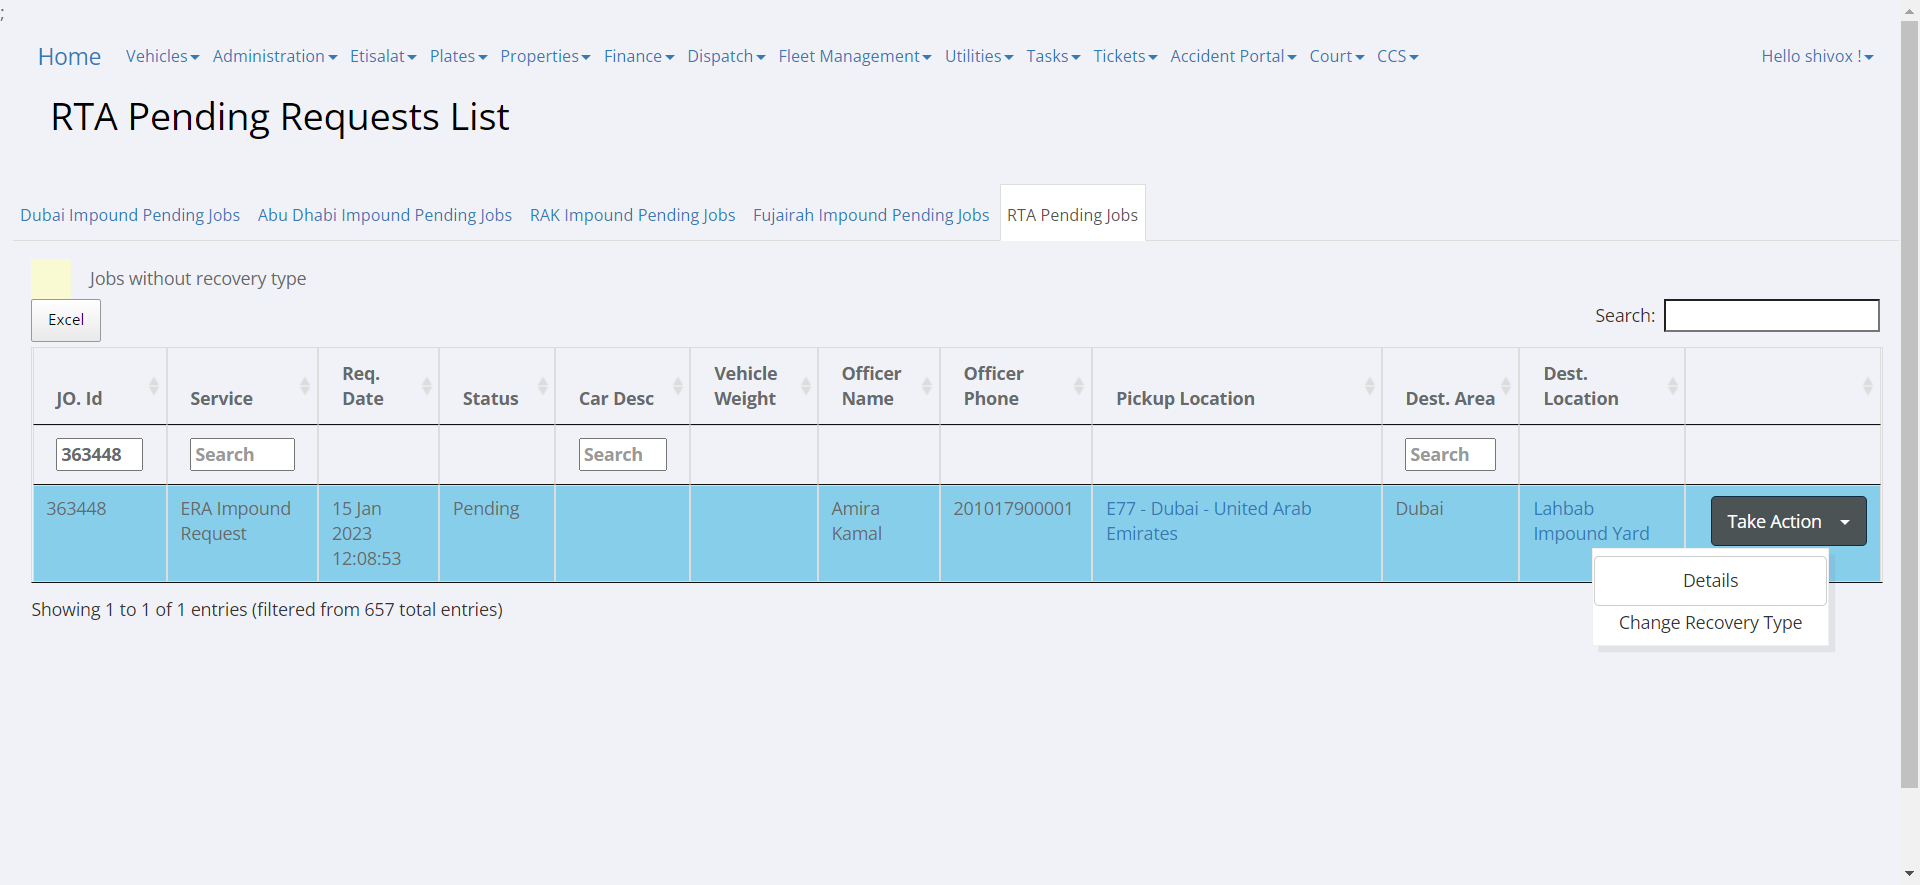 ;
Home Vehicles Administration Etisalat Plates Properties Finance Dispatch Fleet Management Utilities Tasks Tickets Accident Portal Court CCS Hello shivox !
RTA Pending Requests List
Dubai Impound Pending Jobs Abu Dhabi Impound Pending Jobs RAK Impound Pending Jobs Fujairah Impound Pending Jobs RTA Pending Jobs
Jobs without recovery type
Excel Search:
JO. Id Service Req. Date Status Car Desc Vehicle Weight Officer Name Officer Phone Pickup Location Dest. Area Dest. Location
363448 Search Search Search
363448 ERA Impound Request 15 Jan 2023 12:08:53 Pending Amira Kamal 201017900001 E77 - Dubai - United Arab Emirates Dubai Lahbab Impound Yard Take Action
Details
Change Recovery Type
Showing 1 to 1 of 1 entries (filtered from 657 total entries)